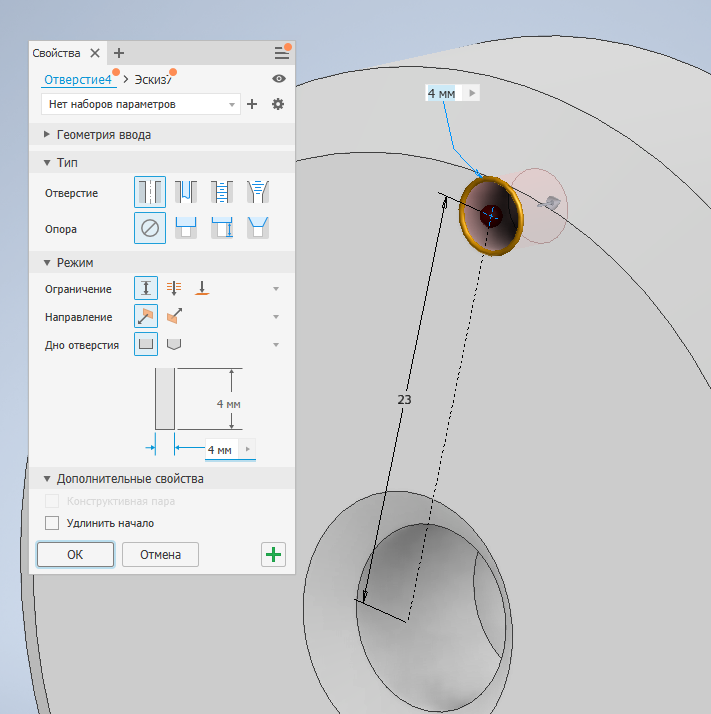 Свойства
Отверстие4 > Эскиз7
Нет наборов параметров
Геометрия ввода
Тип
Отверстие
Опора
Режим
Ограничение
Направление
Дно отверстия
4 мм
4 мм
Дополнительные свойства
Конструктивная пара
Удлинить начало
ОК
Отмена
4 мм
23